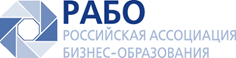 РАБО
РОССИЙСКАЯ АССОЦИАЦИЯ
БИЗНЕС-ОБРАЗОВАНИЯ